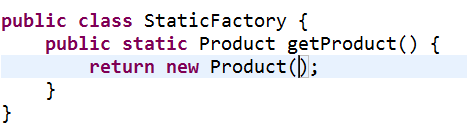 public class StaticFactory {
    public static Product getProduct() {
        return new Product();
    }
}